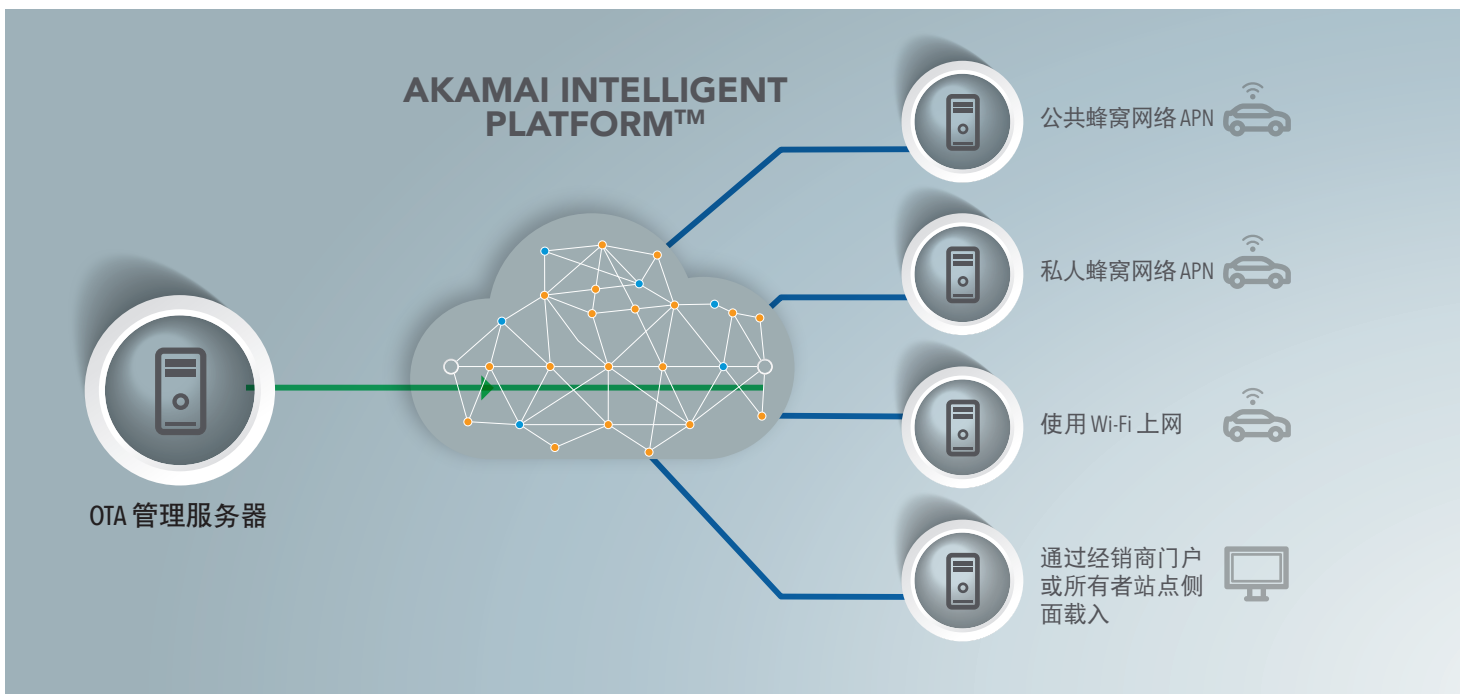 AKAMAI INTELLIGENT
PLATFORM™
公共蜂窝网络 APN
私人蜂窝网络 APN
使用 Wi-Fi 上网
OTA 管理服务器
通过经销商门户
或所有者站点侧
面载入